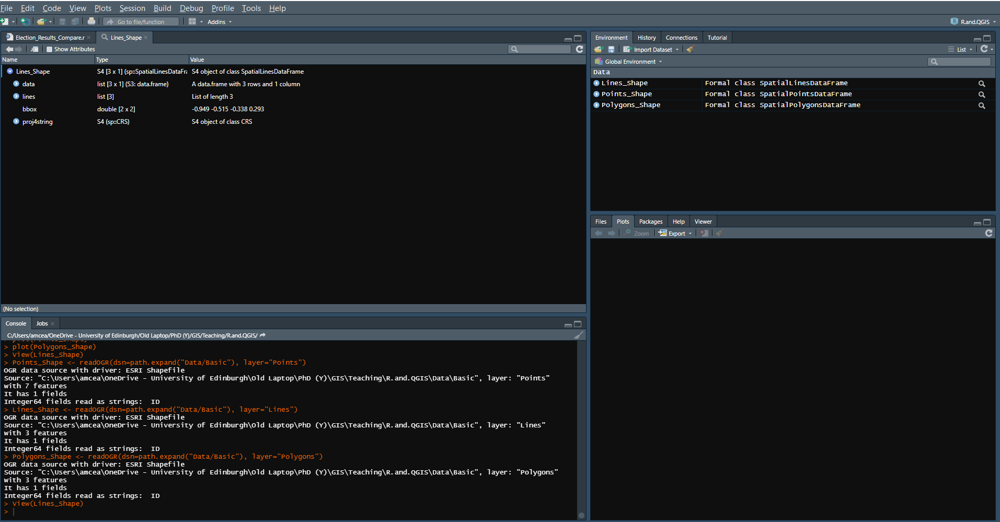 File Edit Code View Plots Session Build Debug Profile Tools Help
Go to file/function Addins R.and.QGIS
Election_Results_Compare.r Lines_Shape
Show Attributes
Name Type Value
Lines_Shape S4 [3 x 1] (sp::SpatialLinesDataFra S4 object of class SpatialLinesDataFrame
data list [3 x 1] (S3: data.frame) A data.frame with 3 rows and 1 column
lines list [3] List of length 3
bbox double [2 x 2] -0.949 -0.515 -0.338 0.293
proj4string S4 (sp::CRS) S4 object of class CRS
(No selection)
Console Jobs
C:/Users/amcea/OneDrive - University of Edinburgh/Old Laptop/PhD (Y)/GIS/Teaching/R.and.QGIS/
> plot(Points_Shape)
> plot(Polygons_Shape)
> View(Lines_Shape)
> Points_Shape <- readOGR(dsn=path.expand("Data/Basic"), layer="Points")
OGR data source with driver: ESRI Shapefile
Source: "C:\Users\amcea\OneDrive - University of Edinburgh\Old Laptop\PhD (Y)\GIS\Teaching\R.and.QGIS\Data\Basic", layer: "Points"
with 7 features
It has 1 fields
Integer64 fields read as strings:  ID
> Lines_Shape <- readOGR(dsn=path.expand("Data/Basic"), layer="Lines")
OGR data source with driver: ESRI Shapefile
Source: "C:\Users\amcea\OneDrive - University of Edinburgh\Old Laptop\PhD (Y)\GIS\Teaching\R.and.QGIS\Data\Basic", layer: "Lines"
with 3 features
It has 1 fields
Integer64 fields read as strings:  ID
> Polygons_Shape <- readOGR(dsn=path.expand("Data/Basic"), layer="Polygons")
OGR data source with driver: ESRI Shapefile
Source: "C:\Users\amcea\OneDrive - University of Edinburgh\Old Laptop\PhD (Y)\GIS\Teaching\R.and.QGIS\Data\Basic", layer: "Polygons"
with 3 features
It has 1 fields
Integer64 fields read as strings:  ID
> View(Lines_Shape)
>
Environment History Connections Tutorial
Import Dataset List
Global Environment
Data
Lines_Shape Formal class SpatialLinesDataFrame
Points_Shape Formal class SpatialPointsDataFrame
Polygons_Shape Formal class SpatialPolygonsDataFrame
Files Plots Packages Help Viewer
Zoom Export